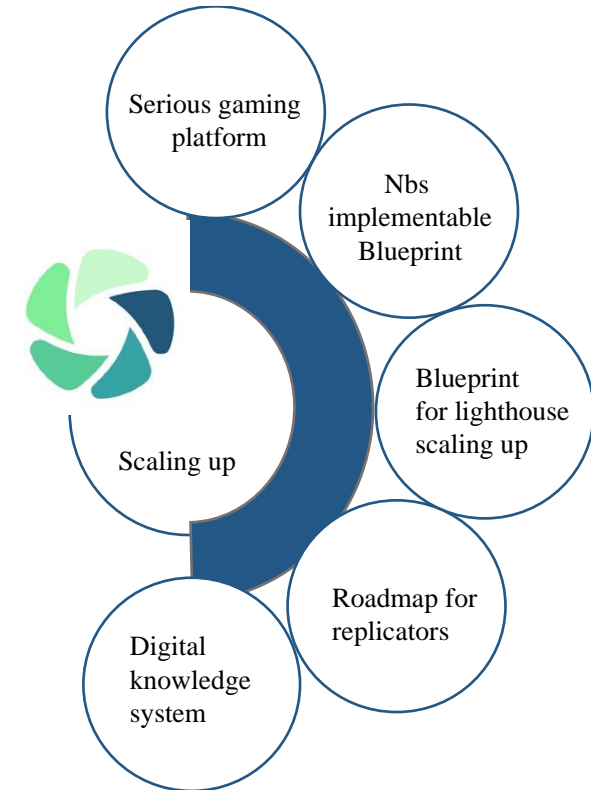 Serious gaming
platform
Nbs
implementable
Blueprint
Blueprint
for lighthouse
scaling up
Scaling up
Roadmap for
replicators
Digital
knowledge
system